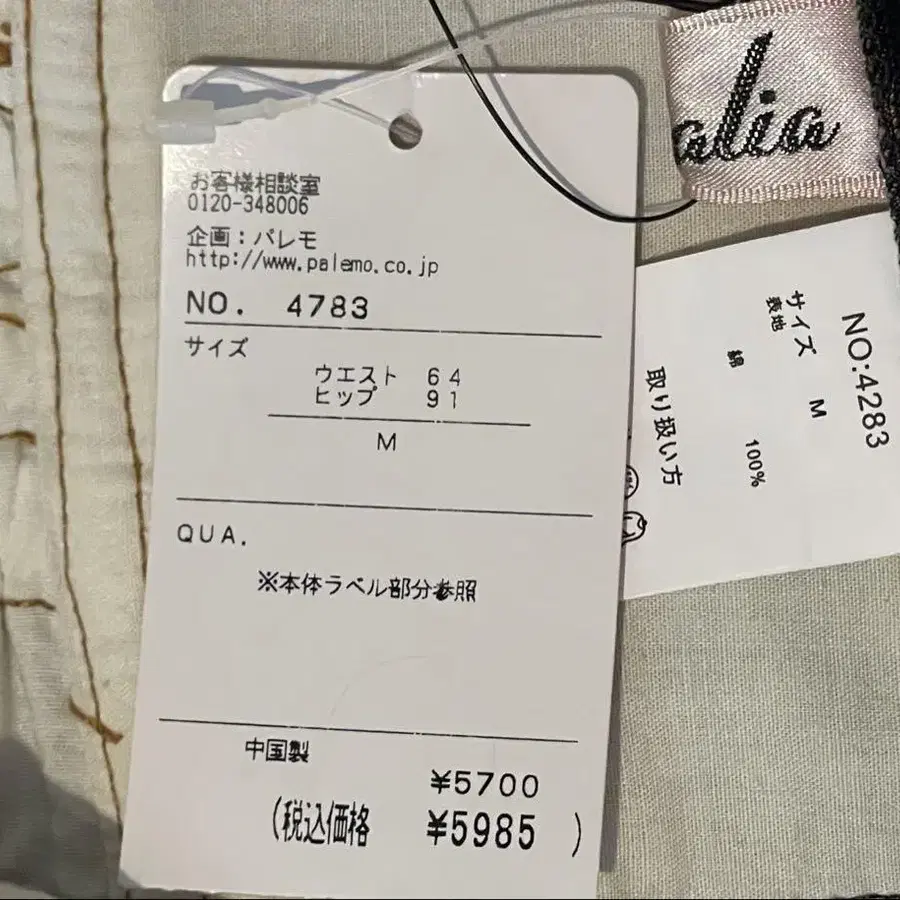 お客様相談室
0120-348006
企画：パレモ
http://www.palemo.co.jp
NO. 4783
サイズ
ウエスト 64
ヒップ 91
M
QUA.
※本体ラベル部分参照
中国製
¥5700
(税込価格 ¥5985 )
alia
NO:4283
サイズ M
表地
綿 100%
取り扱い方